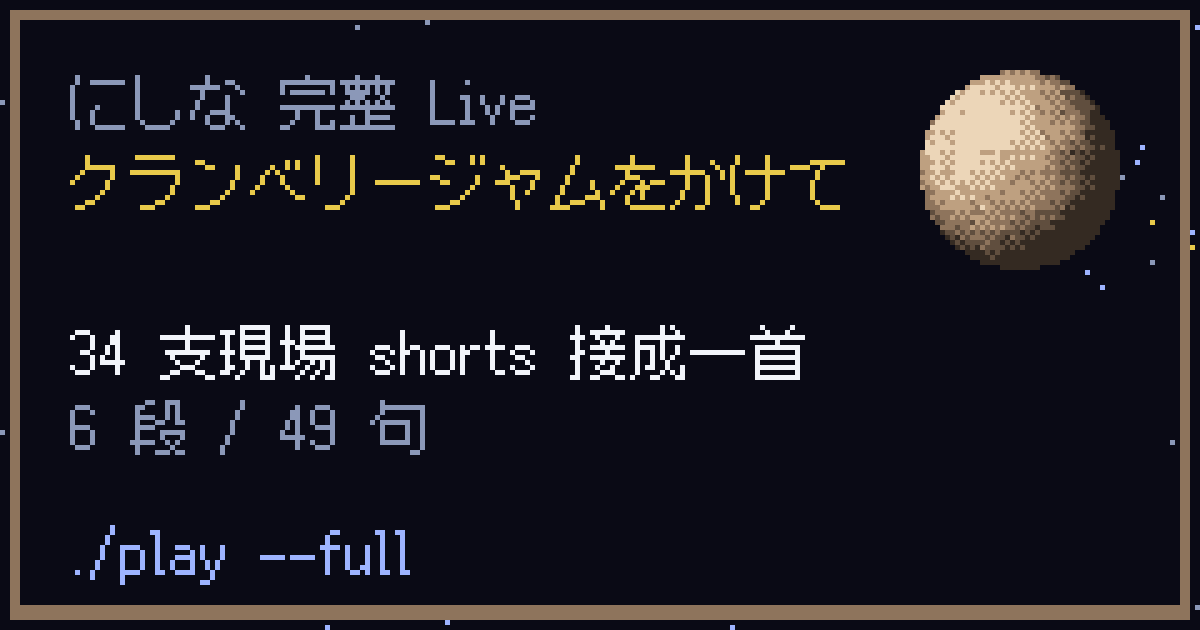 にしな 完整 Live
クランベリージャムをかけて
34 支現場 shorts 接成一首
6 段 / 49 句
./play --full